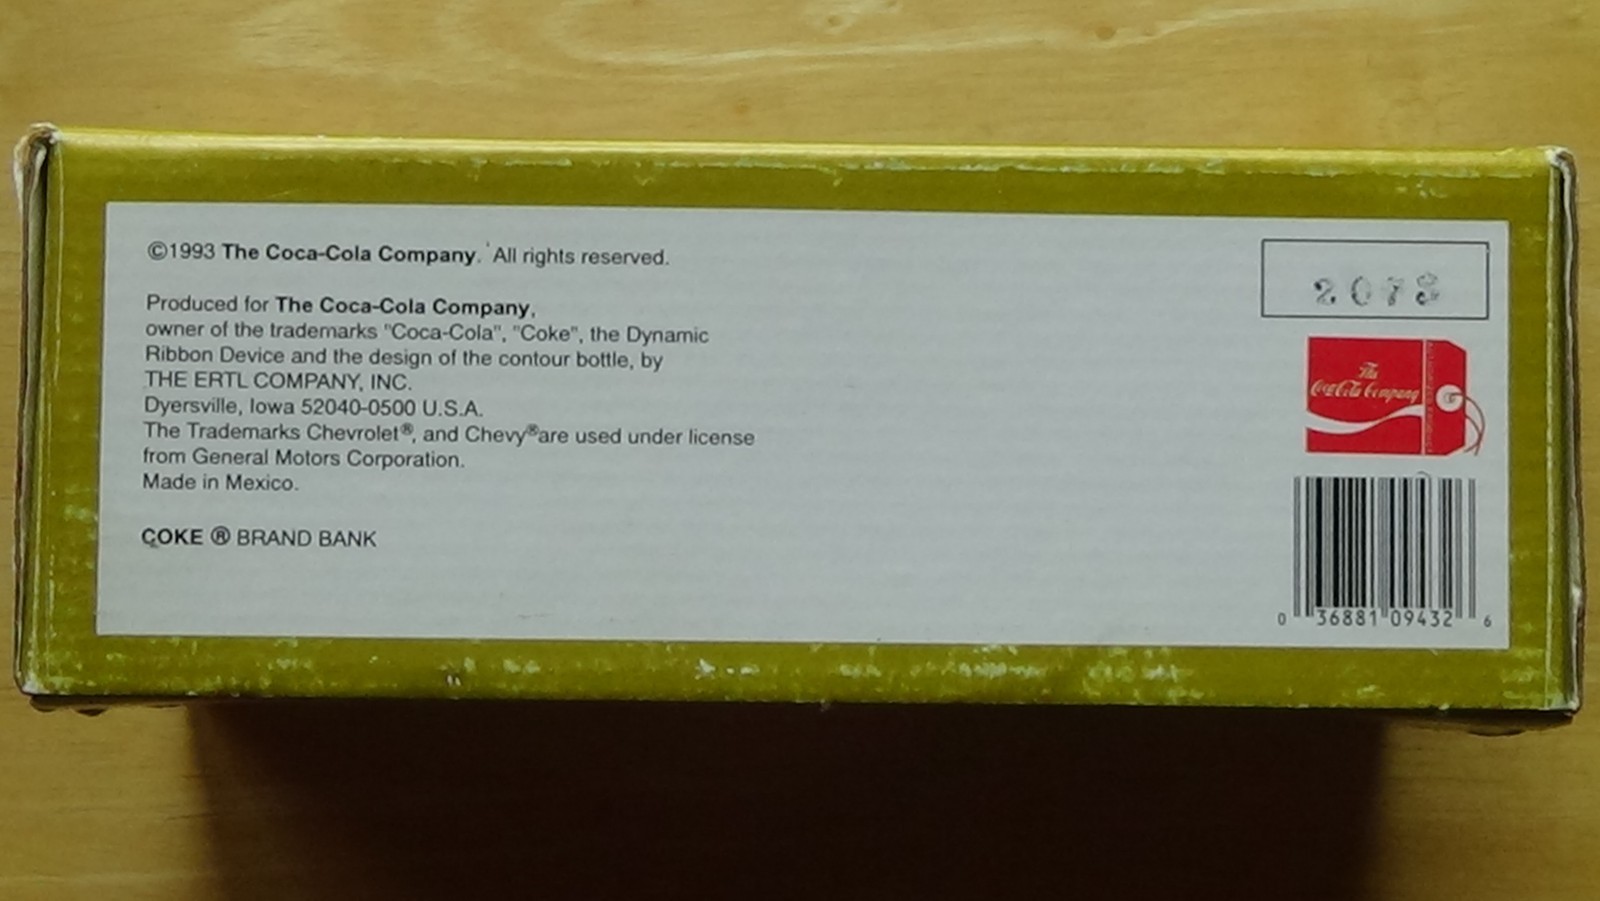 ©1993 The Coca-Cola Company. All rights reserved.
Produced for The Coca-Cola Company,
owner of the trademarks "Coca-Cola", "Coke", the Dynamic
Ribbon Device and the design of the contour bottle, by
THE ERTL COMPANY, INC.
Dyersville, Iowa 52040-0500 U.S.A.
The Trademarks Chevrolet®, and Chevy®are used under license
from General Motors Corporation.
Made in Mexico.
COKE ® BRAND BANK
The
Coca-Cola Company
0 36881 09432 6